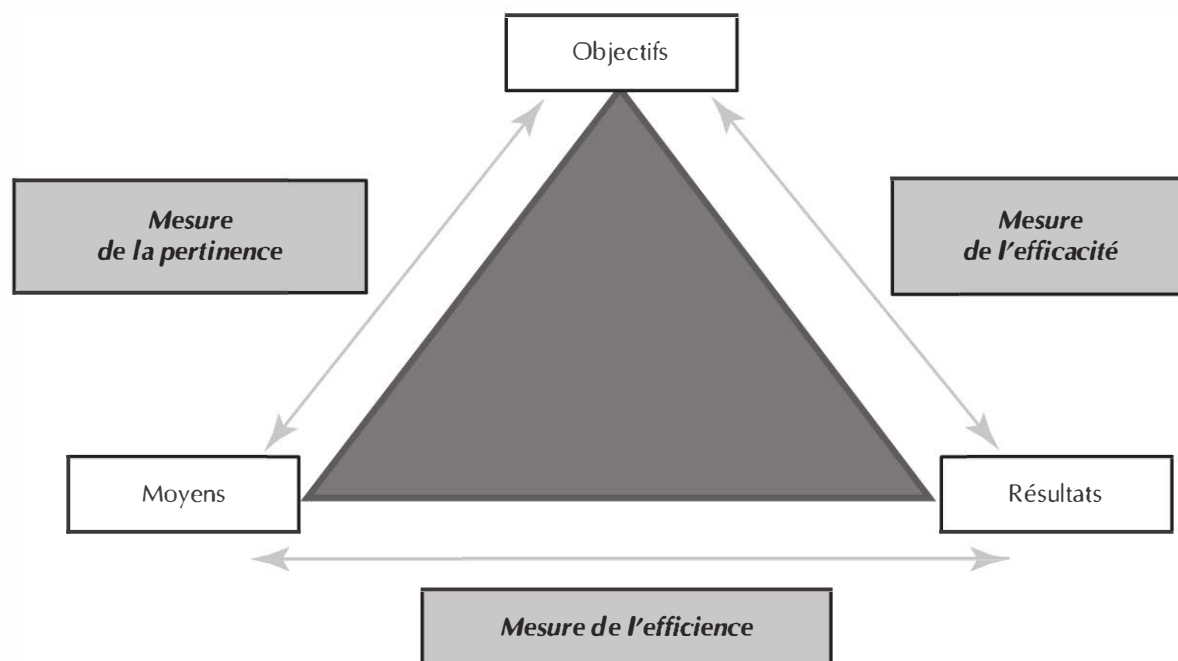 Objectifs
Mesure
de la pertinence
Mesure
de l'efficacité
Moyens
Résultats
Mesure de l'efficience